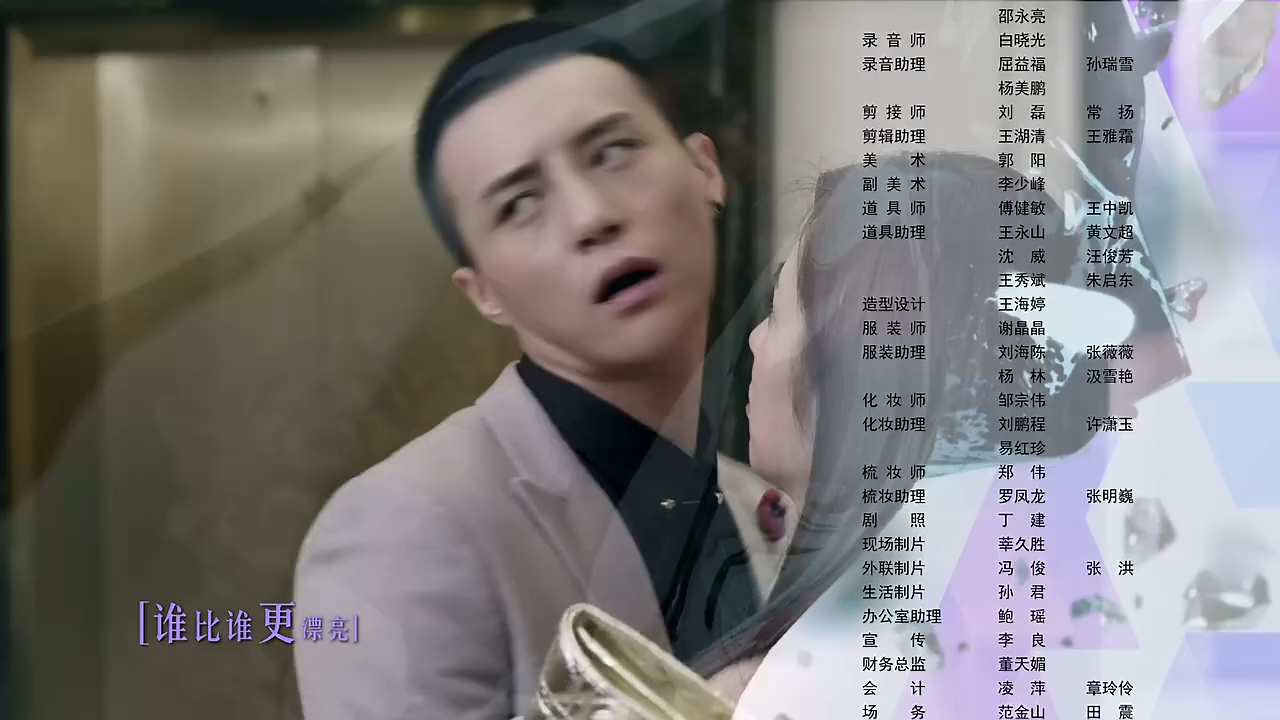 邵永亮
录音师 白晓光
录音助理 屈益福 孙瑞雪
杨美鹏
剪接师 刘磊 常扬
剪辑助理 王湖清 王雅霜
美术 郭阳
副美术 李少峰
道具师 傅健敏 王中凯
道具助理 王永山 黄文超
沈威 汪俊芳
王秀斌 朱启东
造型设计 王海婷
服装师 谢晶晶
服装助理 刘海陈 张薇薇
杨林 汲雪艳
化妆师 邹宗伟
化妆助理 刘鹏程 许潇玉
易红珍
梳妆师 郑伟
梳妆助理 罗凤龙 张明巍
剧照 丁建
现场制片 莘久胜
外联制片 冯俊 张洪
生活制片 孙君
办公室助理 鲍瑶
宣传 李良
财务总监 董天媚
会计 凌萍 章玲伶
场务 范金山 田震
[谁比谁更漂亮]